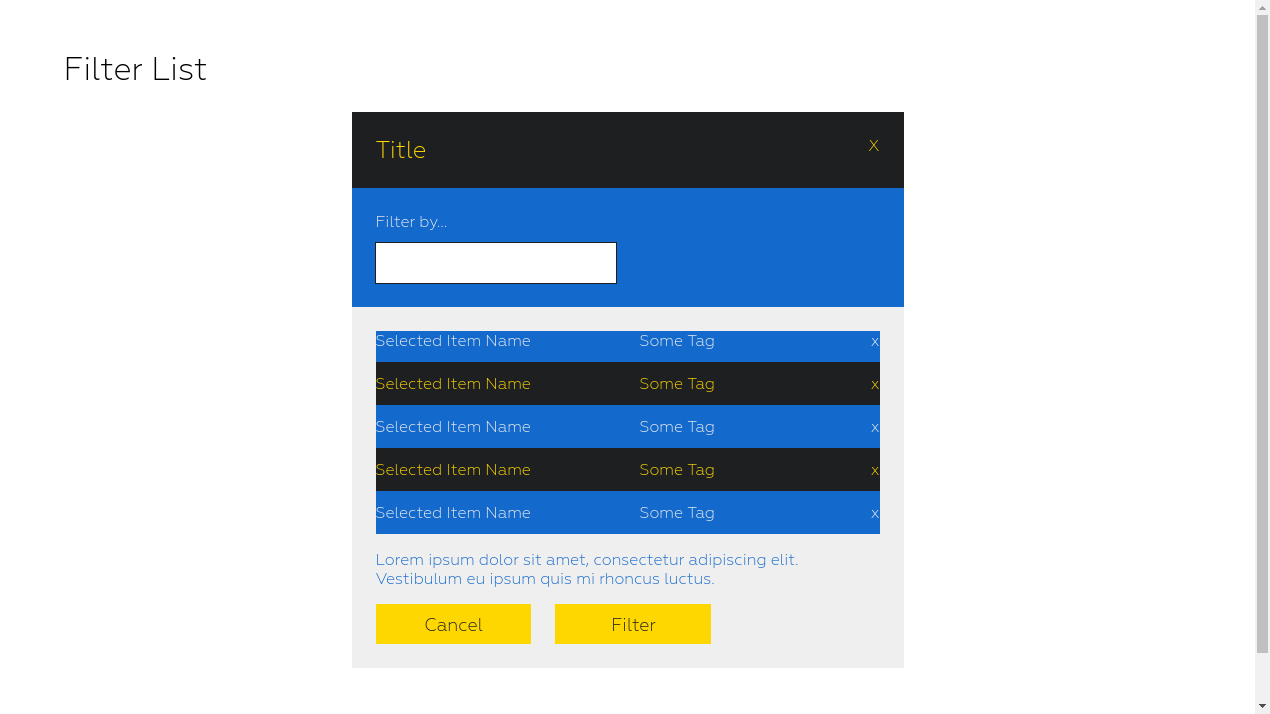 Filter List
Title X
Filter by...
Selected Item Name Some Tag x
Selected Item Name Some Tag x
Selected Item Name Some Tag x
Selected Item Name Some Tag x
Selected Item Name Some Tag x
Lorem ipsum dolor sit amet, consectetur adipiscing elit.
Vestibulum eu ipsum quis mi rhoncus luctus.
Cancel Filter